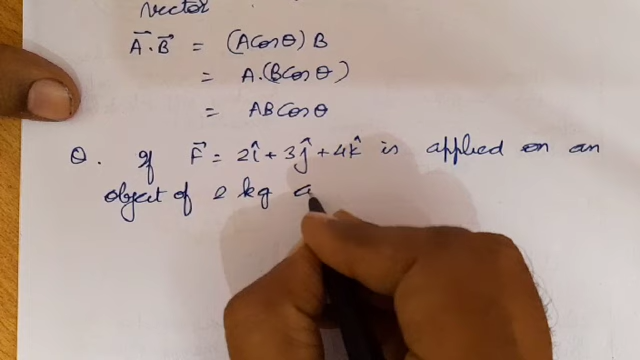 vector
A⃗.B⃗ = (A cos θ) B
= A.(B cos θ)
= AB cos θ
Q. If F⃗ = 2î + 3ĵ + 4k̂ is applied on an
object of 2 kg a